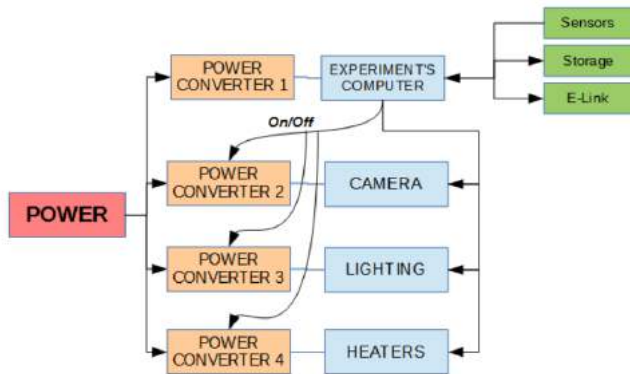 Sensors
POWER
CONVERTER 1
EXPERIMENT'S
COMPUTER
Storage
E-Link
On/Off
POWER
CONVERTER 2
CAMERA
POWER
POWER
CONVERTER 3
LIGHTING
POWER
CONVERTER 4
HEATERS